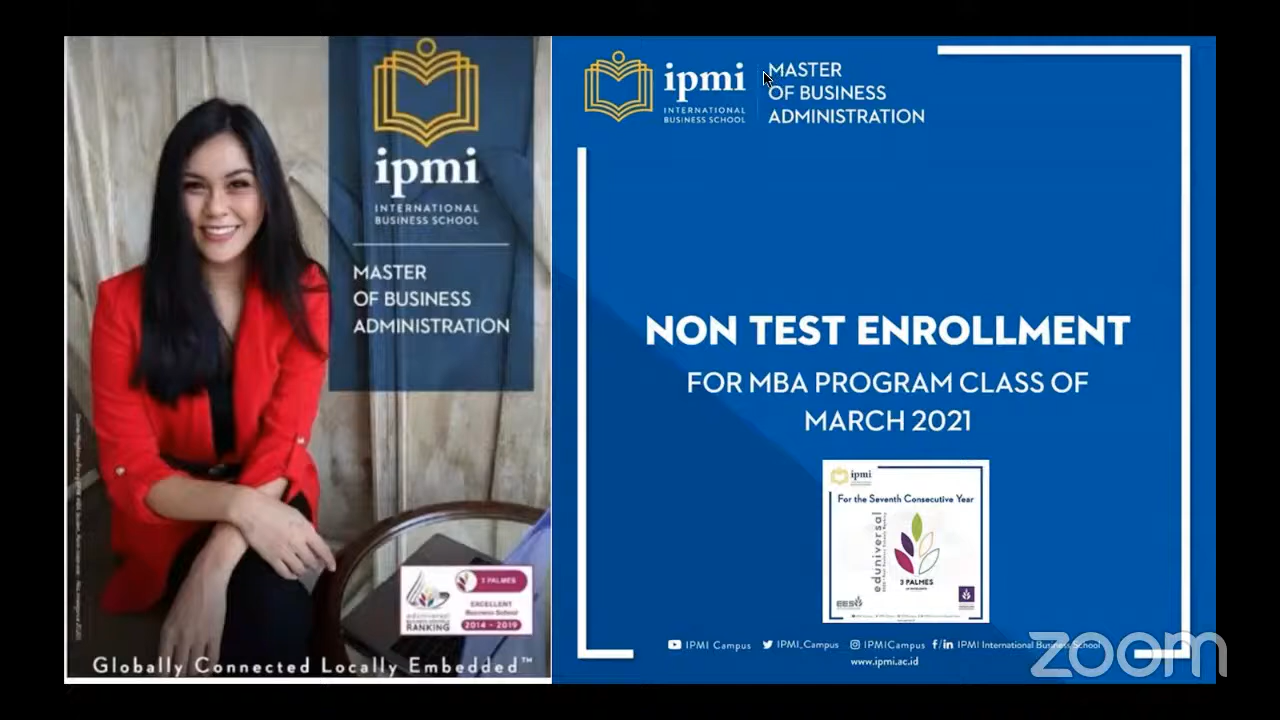 ipmi
INTERNATIONAL
BUSINESS SCHOOL
MASTER
OF BUSINESS
ADMINISTRATION
3 PALMES
EXCELLENT
Business School
2014 - 2019
RANKING
Globally Connected Locally Embedded™
ipmi
INTERNATIONAL
BUSINESS SCHOOL
MASTER
OF BUSINESS
ADMINISTRATION
NON TEST ENROLLMENT
FOR MBA PROGRAM CLASS OF
MARCH 2021
ipmi
For the Seventh Consecutive Year
eduniversal
3 PALMES
IPMI Campus IPMI_Campus IPMICampus f/in IPMI International Business School
www.ipmi.ac.id
zoom